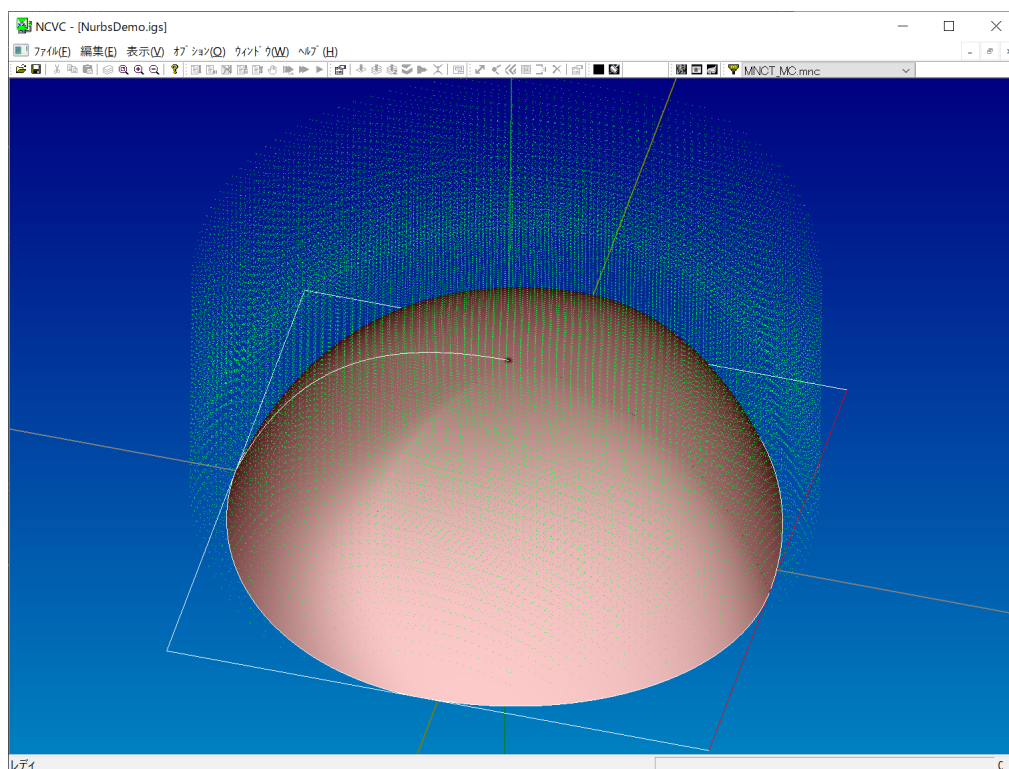 NCVC - [NurbsDemo.igs]
ファイル(F) 編集(E) 表示(V) オプション(O) ウィンドウ(W) ヘルプ(H)
MNCT_MC.mnc
レディ